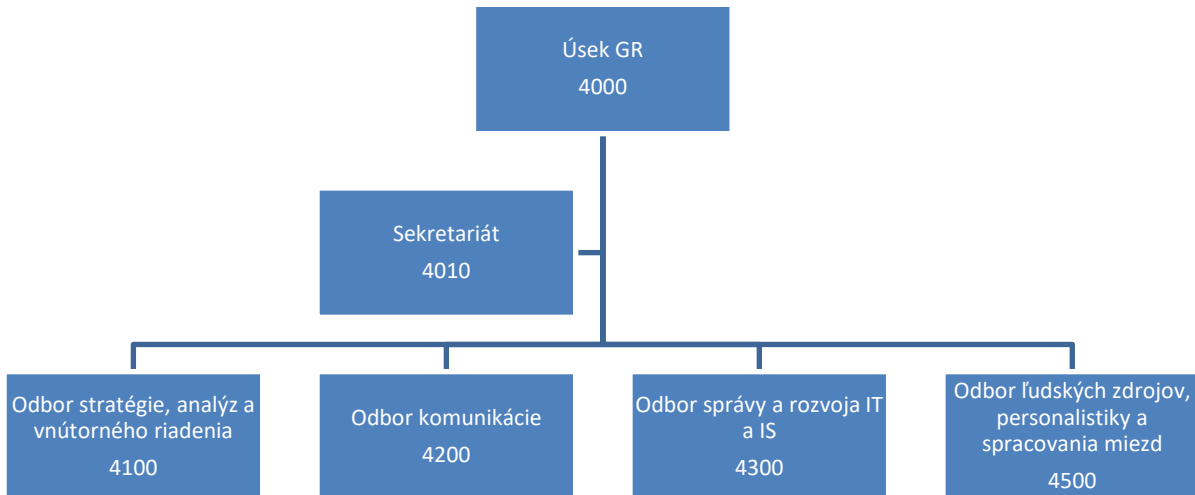 Úsek GR
4000
Sekretariát
4010
Odbor stratégie, analýz a
vnútorného riadenia
4100
Odbor komunikácie
4200
Odbor správy a rozvoja IT
a IS
4300
Odbor ľudských zdrojov,
personalistiky a
spracovania miezd
4500